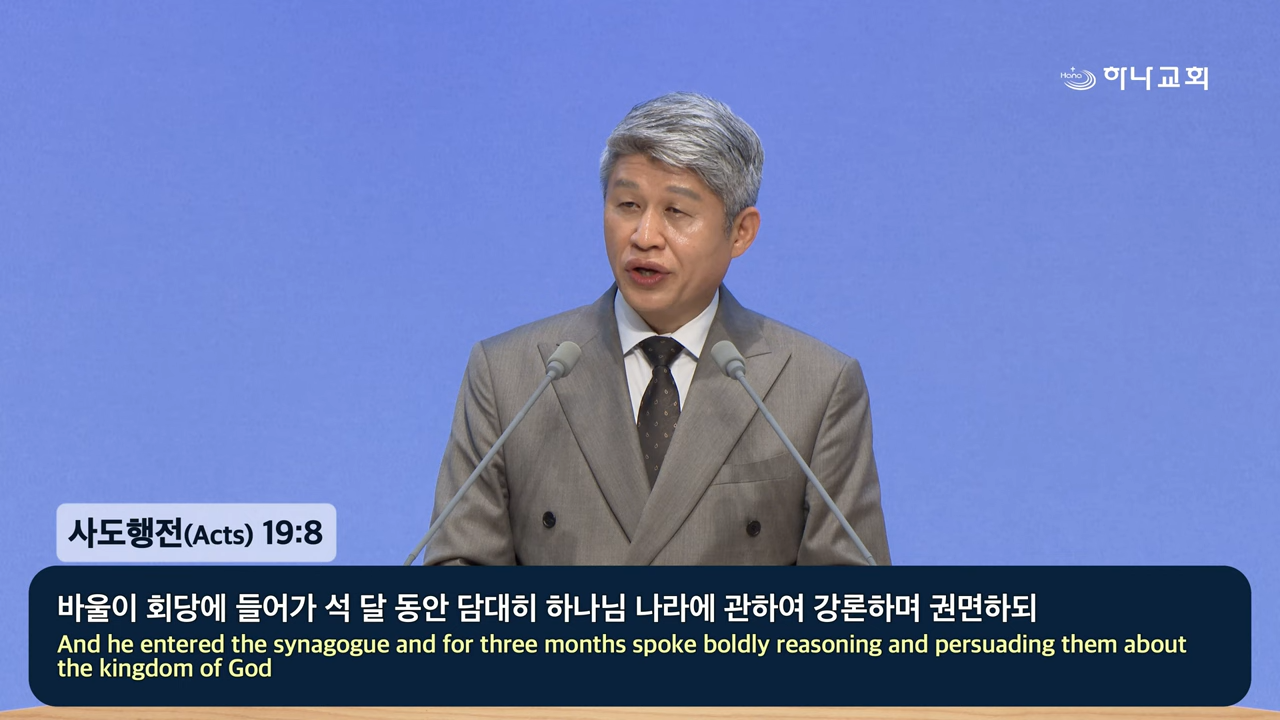 Hana 하나교회
사도행전(Acts) 19:8
바울이 회당에 들어가 석 달 동안 담대히 하나님 나라에 관하여 강론하며 권면하되
And he entered the synagogue and for three months spoke boldly reasoning and persuading them about
the kingdom of God